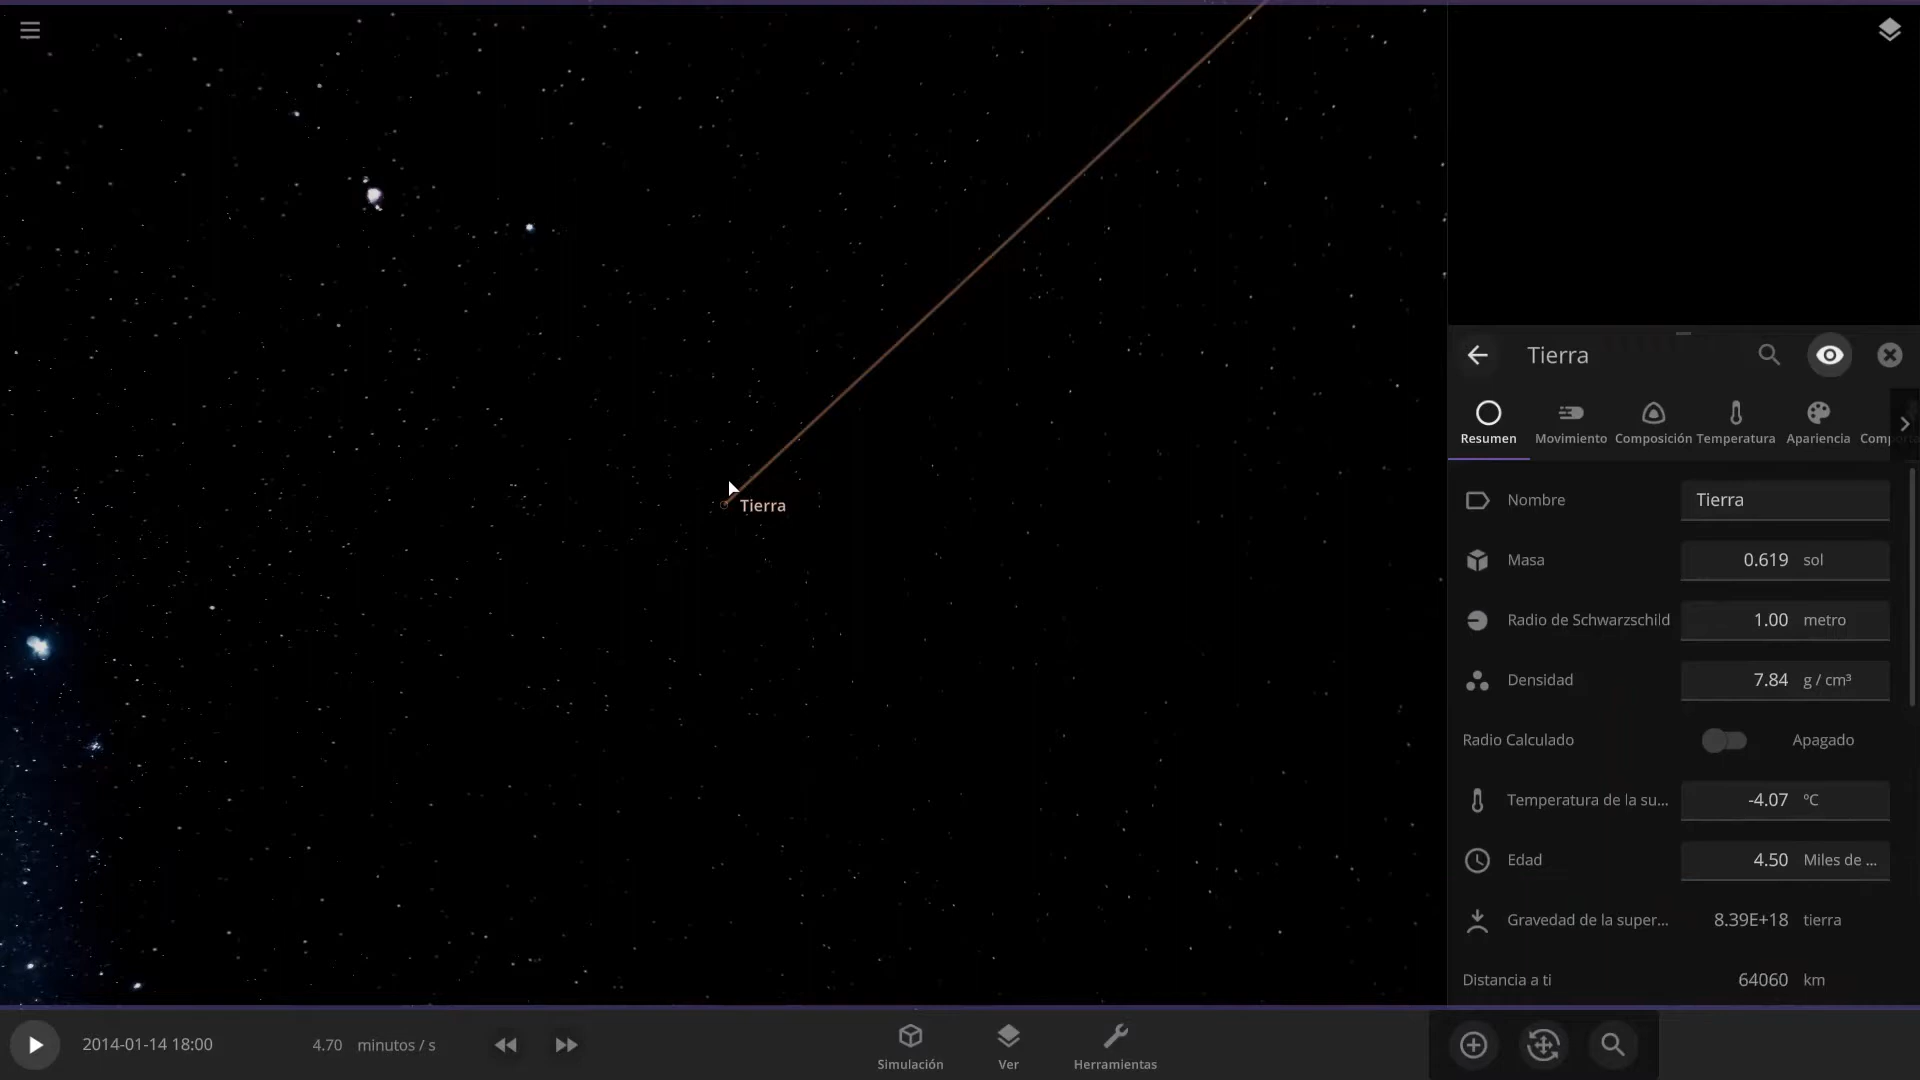 Tierra
Tierra
Resumen
Movimiento
Composición
Temperatura
Apariencia
Nombre
Tierra
Masa
0.619 sol
Radio de Schwarzschild
1.00 metro
Densidad
7.84 g / cm³
Radio Calculado
Apagado
Temperatura de la su...
-4.07 °C
Edad
4.50 Miles de ...
Gravedad de la super...
8.39E+18 tierra
Distancia a ti
64060 km
2014-01-14 18:00
4.70 minutos / s
Simulación
Ver
Herramientas